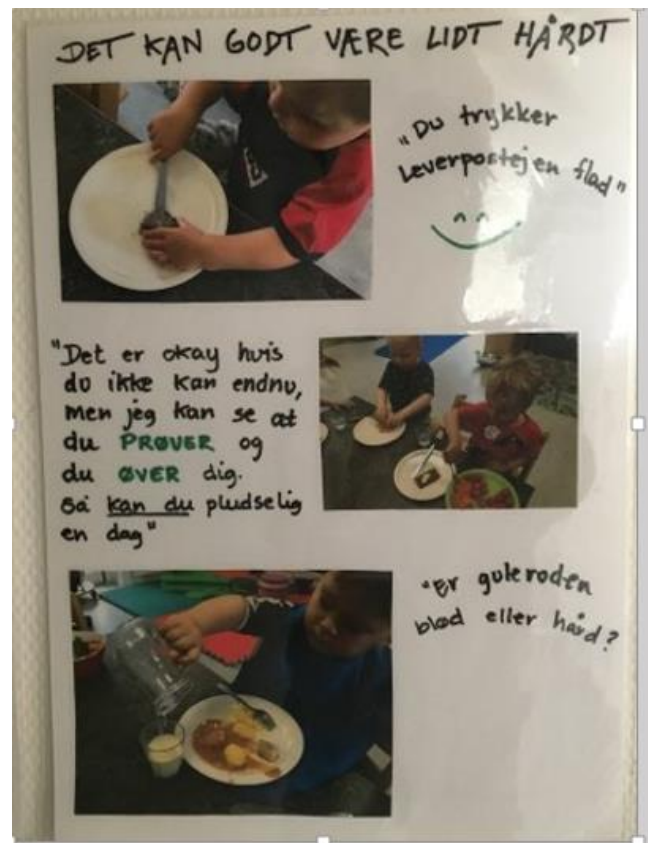 DET KAN GODT VÆRE LIDT HÅRDT
"Du trykker
Leverpostejen flad"
"Det er okay hvis
du ikke kan endnu,
men jeg kan se at
du PRØVER og
du ØVER dig.
Så kan du pludselig
en dag"
"Er guleroden
blød eller hård?